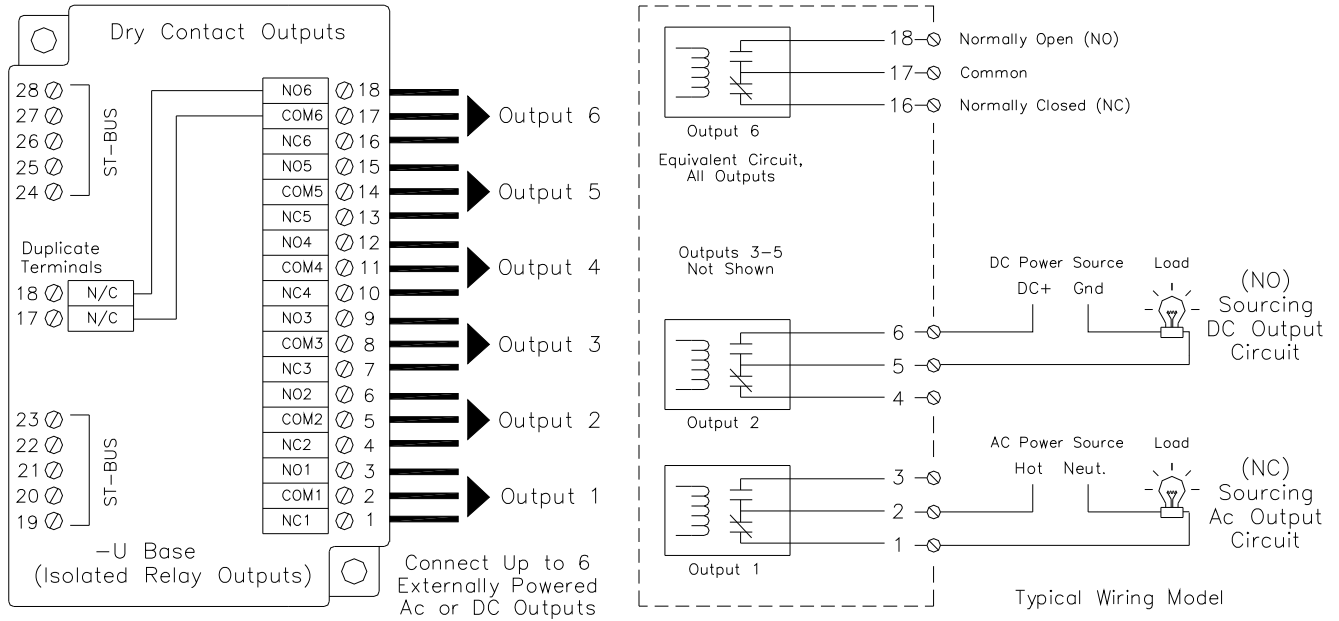 Dry Contact Outputs
28
27
26
25
24
ST-BUS
Duplicate
Terminals
18 N/C
17 N/C
23
22
21
20
19
ST-BUS
NO6 18
COM6 17
NC6 16
NO5 15
COM5 14
NC5 13
NO4 12
COM4 11
NC4 10
NO3 9
COM3 8
NC3 7
NO2 6
COM2 5
NC2 4
NO1 3
COM1 2
NC1 1
Output 6
Output 5
Output 4
Output 3
Output 2
Output 1
-U Base
(Isolated Relay Outputs)
Connect Up to 6
Externally Powered
Ac or DC Outputs
18 Normally Open (NO)
17 Common
16 Normally Closed (NC)
Output 6
Equivalent Circuit,
All Outputs
Outputs 3-5
Not Shown
DC Power Source Load
DC+ Gnd
6
5
4
Output 2
(NO)
Sourcing
DC Output
Circuit
AC Power Source Load
Hot Neut.
3
2
1
Output 1
(NC)
Sourcing
Ac Output
Circuit
Typical Wiring Model